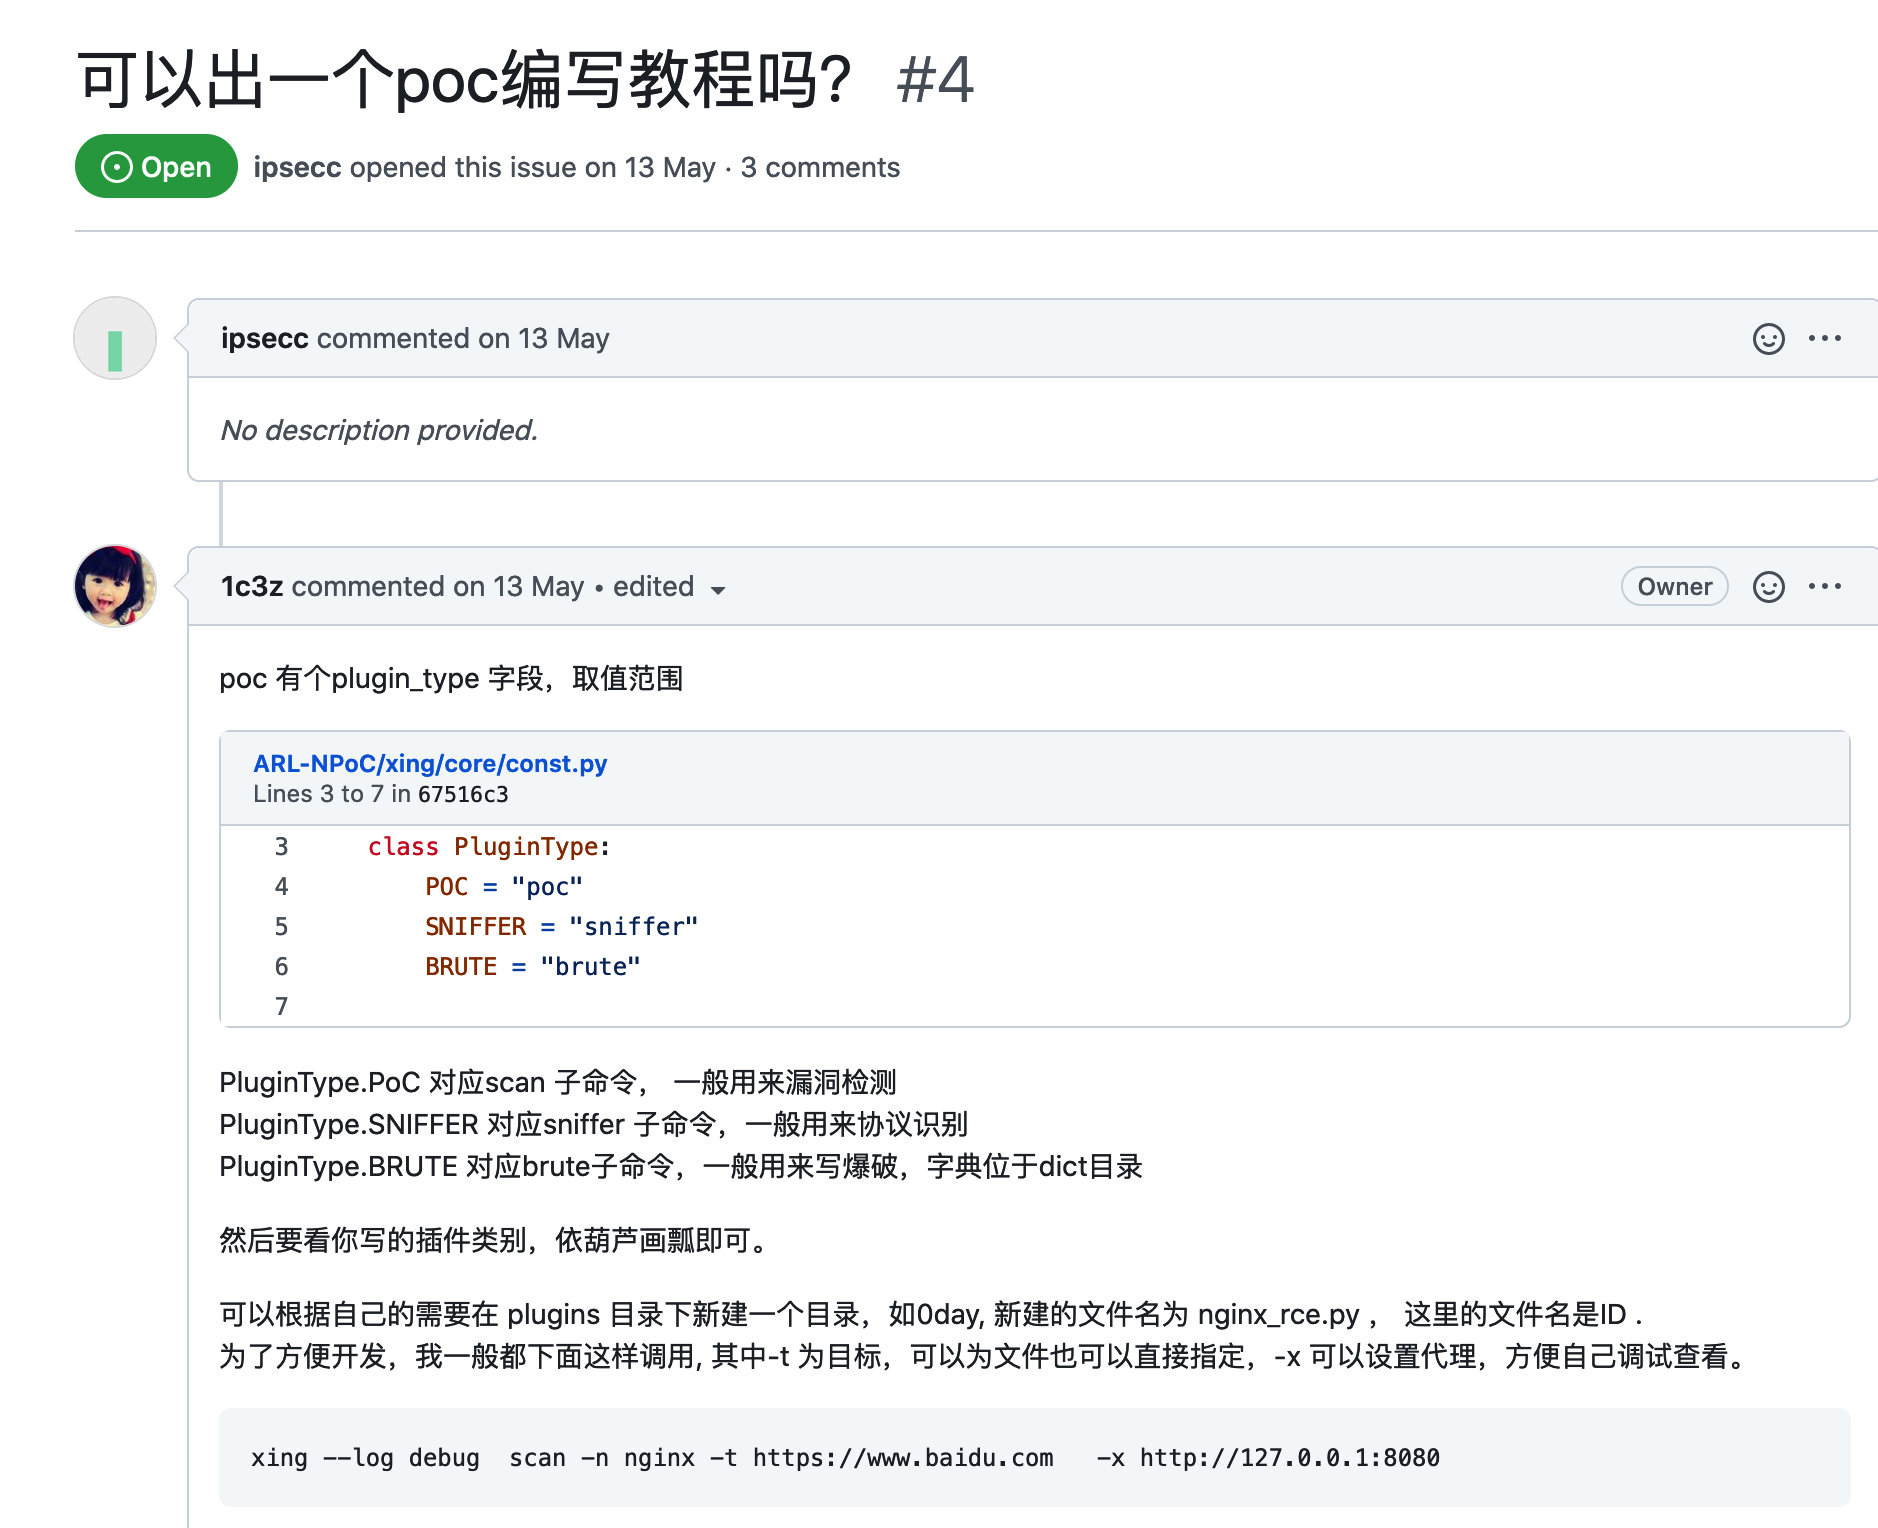 可以出一个poc编写教程吗? #4
Open ipsecc opened this issue on 13 May · 3 comments
ipsecc commented on 13 May
No description provided.
1c3z commented on 13 May • edited Owner
poc 有个plugin_type 字段，取值范围
ARL-NPoC/xing/core/const.py
Lines 3 to 7 in 67516c3
3 class PluginType:
4 POC = "poc"
5 SNIFFER = "sniffer"
6 BRUTE = "brute"
7
PluginType.PoC 对应scan 子命令， 一般用来漏洞检测
PluginType.SNIFFER 对应sniffer 子命令，一般用来协议识别
PluginType.BRUTE 对应brute子命令，一般用来写爆破，字典位于dict目录
然后要看你写的插件类别，依葫芦画瓢即可。
可以根据自己的需要在 plugins 目录下新建一个目录，如0day, 新建的文件名为 nginx_rce.py ， 这里的文件名是ID .
为了方便开发，我一般都下面这样调用, 其中-t 为目标，可以为文件也可以直接指定，-x 可以设置代理，方便自己调试查看。
xing --log debug  scan -n nginx -t https://www.baidu.com   -x http://127.0.0.1:8080